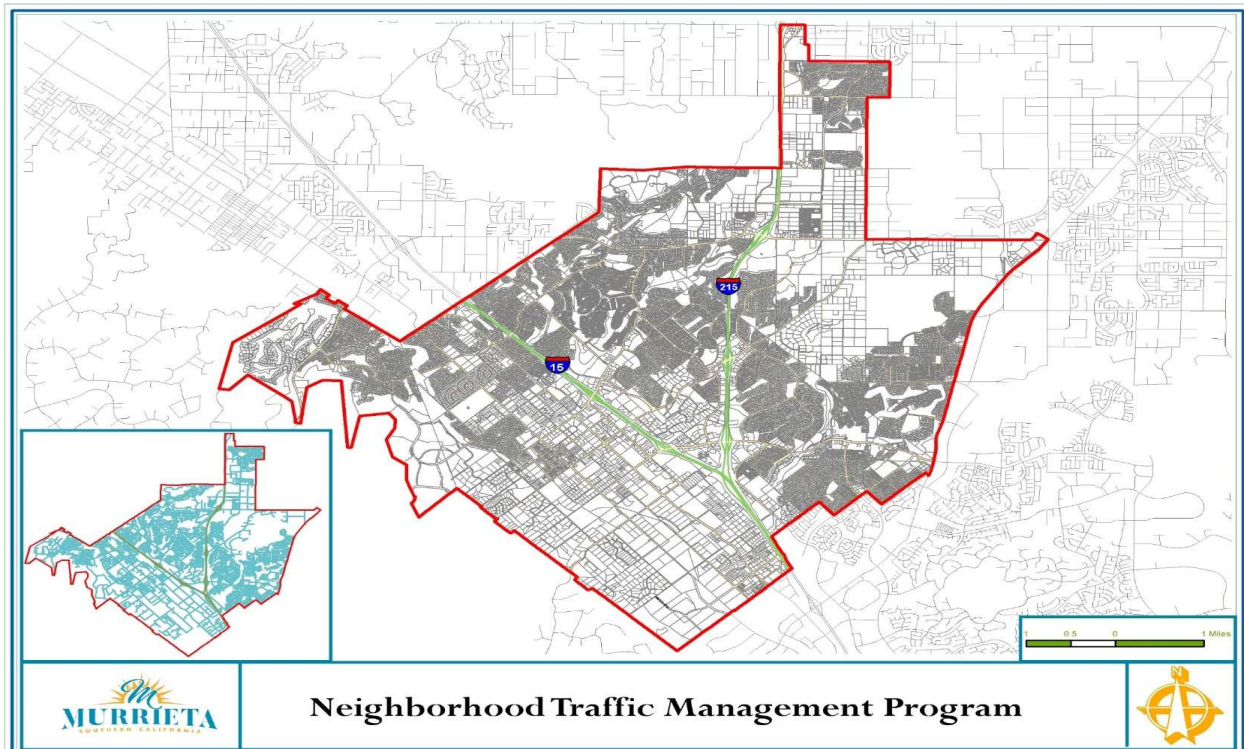 215
15
1 0.5 0 1 Miles
M
MURRIETA
SOUTHERN CALIFORNIA
Neighborhood Traffic Management Program
N